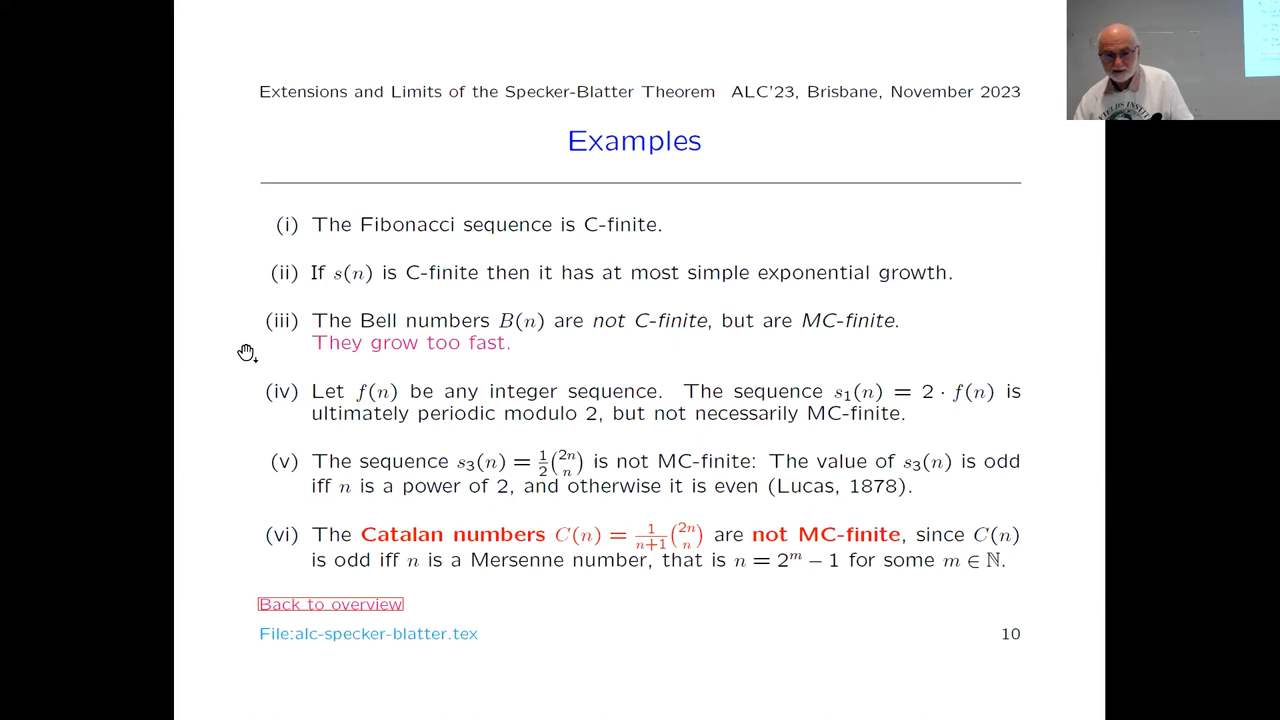 Extensions and Limits of the Specker-Blatter Theorem ALC'23, Brisbane, November 2023
Examples
(i) The Fibonacci sequence is C-finite.
(ii) If s(n) is C-finite then it has at most simple exponential growth.
(iii) The Bell numbers B(n) are not C-finite, but are MC-finite.
They grow too fast.
(iv) Let f(n) be any integer sequence. The sequence s₁(n) = 2 · f(n) is
ultimately periodic modulo 2, but not necessarily MC-finite.
(v) The sequence s₃(n) = ½(2n n) is not MC-finite: The value of s₃(n) is odd
iff n is a power of 2, and otherwise it is even (Lucas, 1878).
(vi) The Catalan numbers C(n) = 1/(n+1) (2n n) are not MC-finite, since C(n)
is odd iff n is a Mersenne number, that is n = 2ᵐ − 1 for some m ∈ ℕ.
Back to overview
File:alc-specker-blatter.tex 10